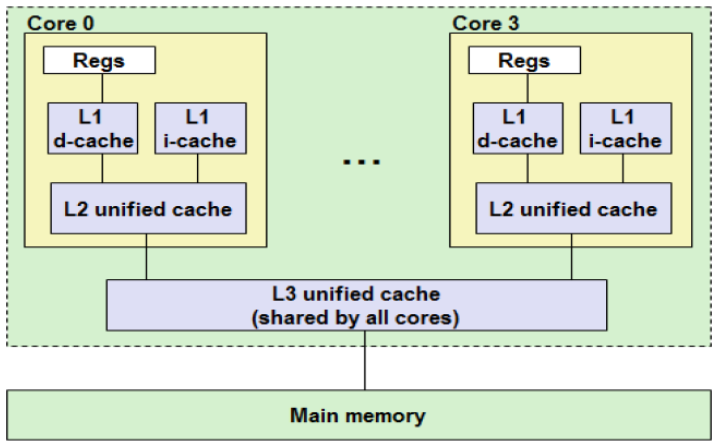 Core 0
Regs
L1
d-cache
L1
i-cache
L2 unified cache
...
Core 3
Regs
L1
d-cache
L1
i-cache
L2 unified cache
L3 unified cache
(shared by all cores)
Main memory